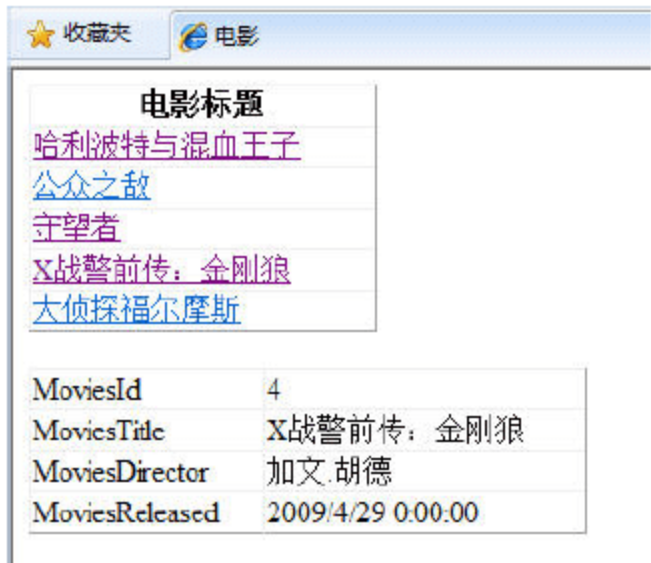 收藏夹 电影
电影标题
哈利波特与混血王子
公众之敌
守望者
X战警前传：金刚狼
大侦探福尔摩斯
MoviesId 4
MoviesTitle X战警前传：金刚狼
MoviesDirector 加文.胡德
MoviesReleased 2009/4/29 0:00:00